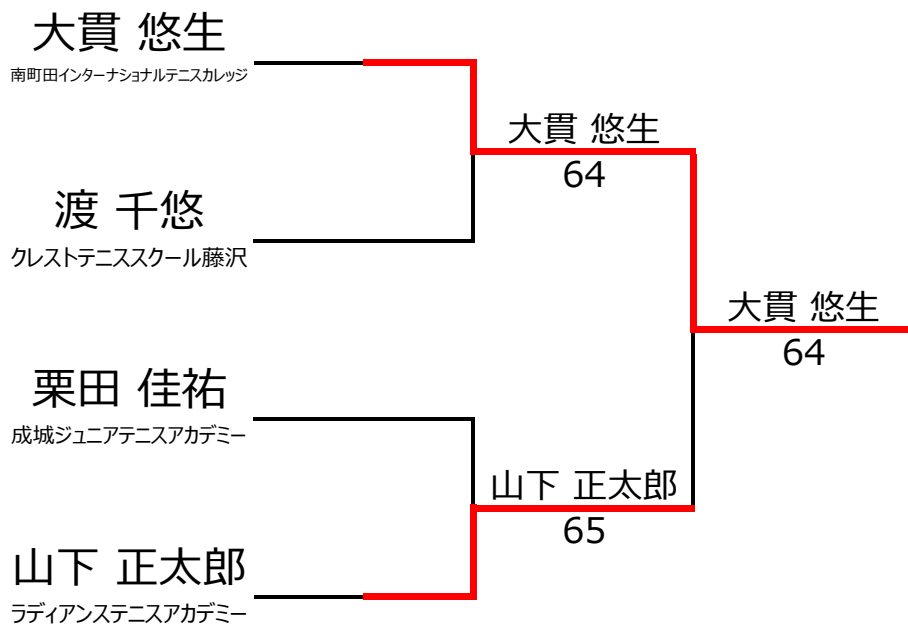 大貫 悠生
南町田インターナショナルテニスカレッジ
大貫 悠生
64
渡 千悠
クレストテニススクール藤沢
大貫 悠生
64
栗田 佳祐
成城ジュニアテニスアカデミー
山下 正太郎
65
山下 正太郎
ラディアンステニスアカデミー